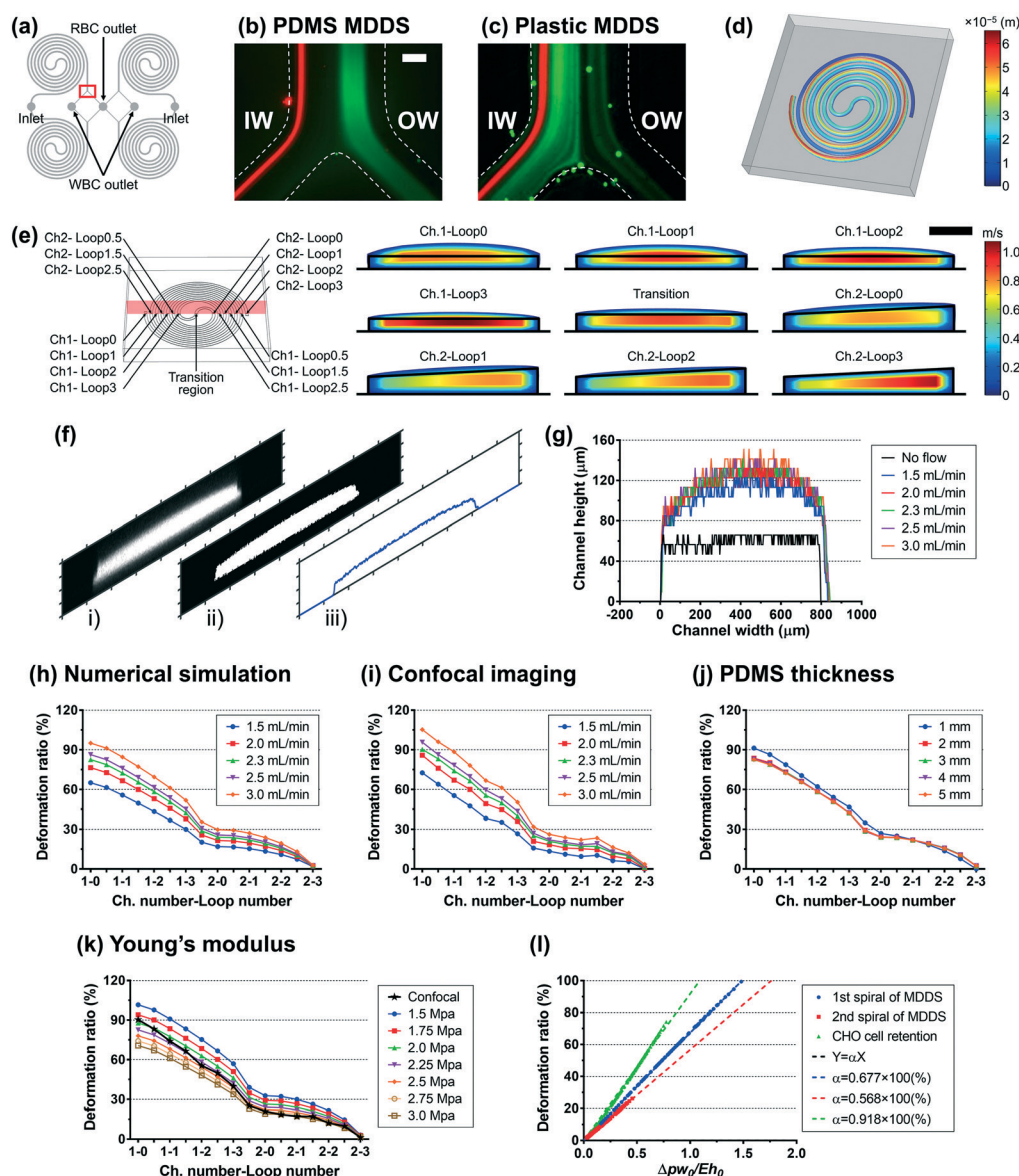 (a)
RBC outlet
Inlet
Inlet
WBC outlet
(b) PDMS MDDS
IW
OW
(c) Plastic MDDS
IW
OW
(d)
×10⁻⁵ (m)
6
5
4
3
2
1
0
(e)
Ch2- Loop0.5
Ch2- Loop1.5
Ch2- Loop2.5
Ch2- Loop0
Ch2- Loop1
Ch2- Loop2
Ch2- Loop3
Ch1- Loop0
Ch1- Loop1
Ch1- Loop2
Ch1- Loop3
Transition
region
Ch1- Loop0.5
Ch1- Loop1.5
Ch1- Loop2.5
Ch.1-Loop0
Ch.1-Loop1
Ch.1-Loop2
Ch.1-Loop3
Transition
Ch.2-Loop0
Ch.2-Loop1
Ch.2-Loop2
Ch.2-Loop3
m/s
1.0
0.8
0.6
0.4
0.2
0
(f)
i)
ii)
iii)
(g)
Channel height (μm)
160
120
80
40
0
-200 0 200 400 600 800 1000
Channel width (μm)
No flow
1.5 mL/min
2.0 mL/min
2.3 mL/min
2.5 mL/min
3.0 mL/min
(h) Numerical simulation
Deformation ratio (%)
120
90
60
30
0
1-0 1-1 1-2 1-3 2-0 2-1 2-2 2-3
Ch. number-Loop number
1.5 mL/min
2.0 mL/min
2.3 mL/min
2.5 mL/min
3.0 mL/min
(i) Confocal imaging
Deformation ratio (%)
120
90
60
30
0
1-0 1-1 1-2 1-3 2-0 2-1 2-2 2-3
Ch. number-Loop number
1.5 mL/min
2.0 mL/min
2.3 mL/min
2.5 mL/min
3.0 mL/min
(j) PDMS thickness
Deformation ratio (%)
120
90
60
30
0
1-0 1-1 1-2 1-3 2-0 2-1 2-2 2-3
Ch. number-Loop number
1 mm
2 mm
3 mm
4 mm
5 mm
(k) Young's modulus
Deformation ratio (%)
120
90
60
30
0
1-0 1-1 1-2 1-3 2-0 2-1 2-2 2-3
Ch. number-Loop number
Confocal
1.5 Mpa
1.75 Mpa
2.0 Mpa
2.25 Mpa
2.5 Mpa
2.75 Mpa
3.0 Mpa
(l)
Deformation ratio (%)
100
80
60
40
20
0
0.0 0.5 1.0 1.5 2.0
Δpw₀/Eh₀
1st spiral of MDDS
2nd spiral of MDDS
CHO cell retention
Y=αX
α=0.677×100(%)
α=0.568×100(%)
α=0.918×100(%)